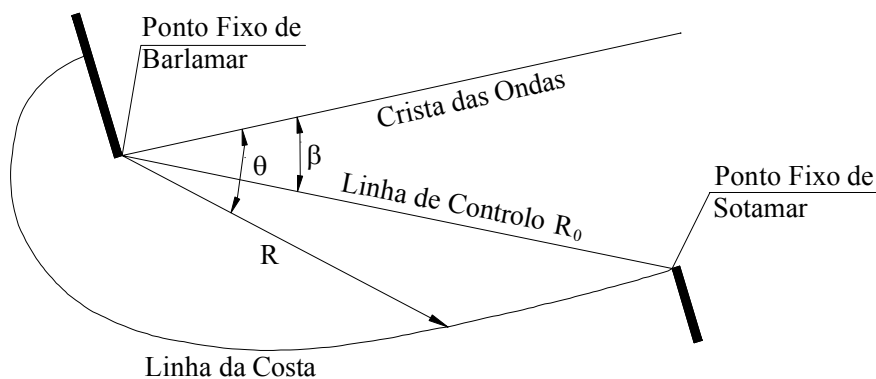 Ponto Fixo de
Barlamar
Crista das Ondas
θ
β
Linha de Controlo R₀
Ponto Fixo de
Sotamar
R
Linha da Costa